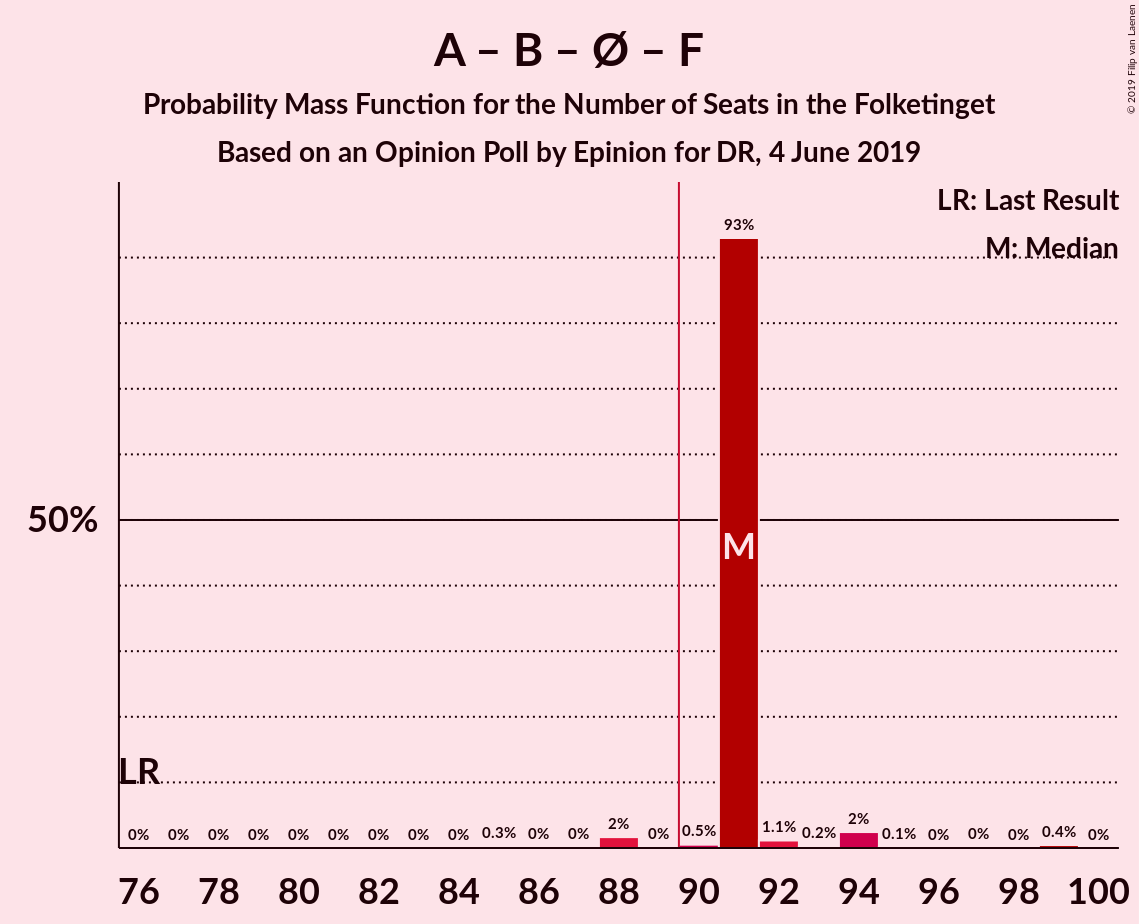 A – B – Ø – F
Probability Mass Function for the Number of Seats in the Folketinget
Based on an Opinion Poll by Epinion for DR, 4 June 2019
© 2019 Filip van Laenen
LR: Last Result
M: Median
93%
50%
M
LR
0% 0% 0% 0% 0% 0% 0% 0% 0% 0.3% 0% 0% 2% 0% 0.5% 1.1% 0.2% 2% 0.1% 0% 0% 0% 0.4% 0%
76 78 80 82 84 86 88 90 92 94 96 98 100